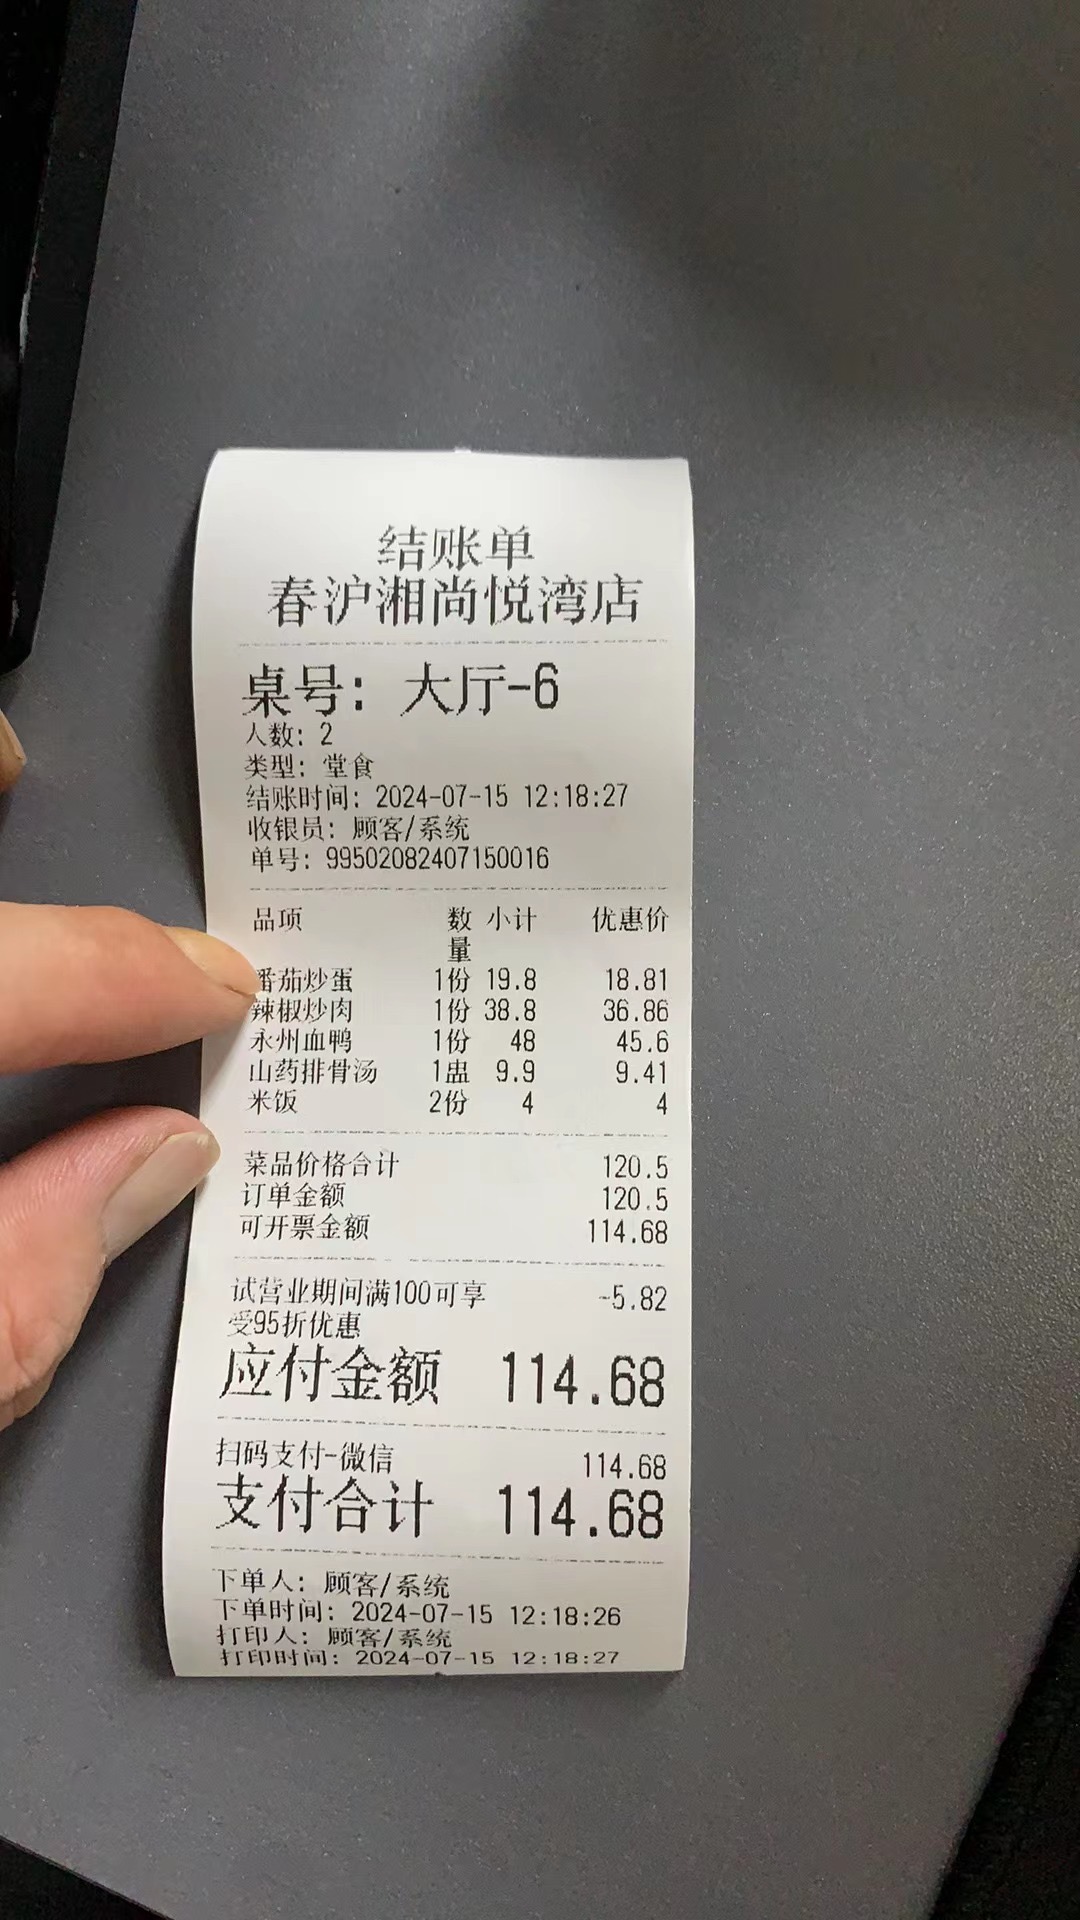 结账单
春沪湘尚悦湾店
桌号：大厅-6
人数：2
类型：堂食
结账时间：2024-07-15 12:18:27
收银员：顾客/系统
单号：99502082407150016
品项 数量 小计 优惠价
番茄炒蛋 1份 19.8 18.81
辣椒炒肉 1份 38.8 36.86
永州血鸭 1份 48 45.6
山药排骨汤 1盅 9.9 9.41
米饭 2份 4 4
菜品价格合计 120.5
订单金额 120.5
可开票金额 114.68
试营业期间满100可享 -5.82
受95折优惠
应付金额 114.68
扫码支付-微信 114.68
支付合计 114.68
下单人：顾客/系统
下单时间：2024-07-15 12:18:26
打印人：顾客/系统
打印时间：2024-07-15 12:18:27